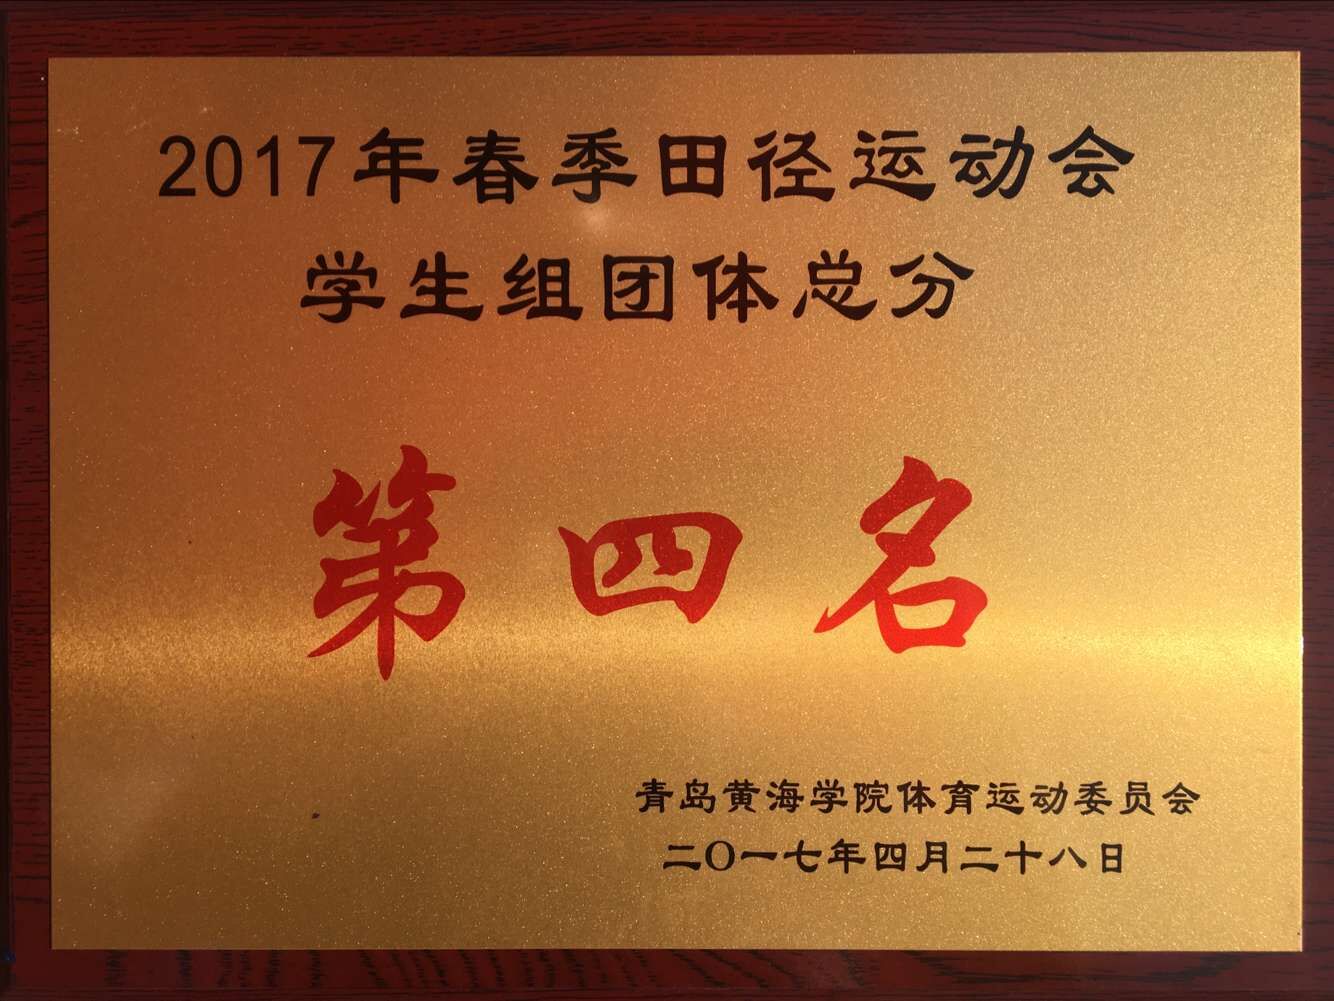 2017年春季田径运动会
学生组团体总分
第四名
青岛黄海学院体育运动委员会
二〇一七年四月二十八日